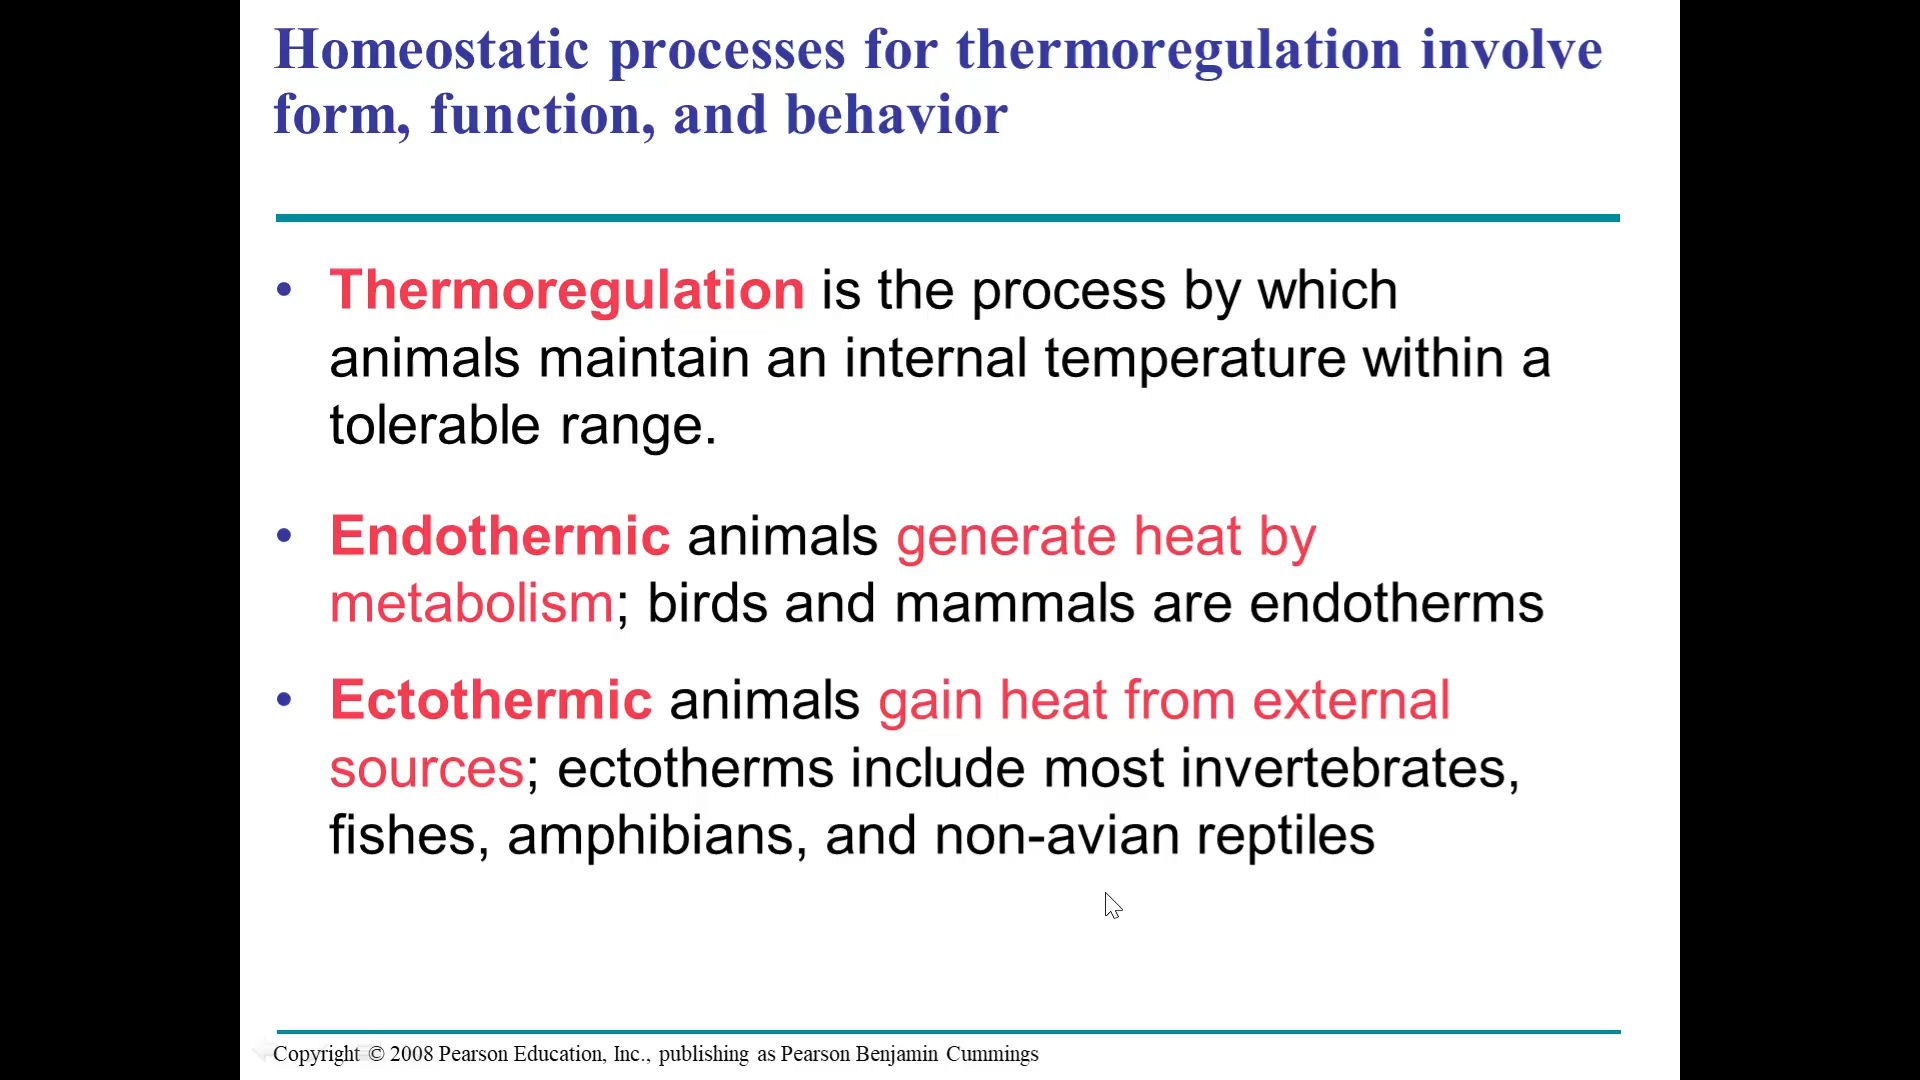 Homeostatic processes for thermoregulation involve
form, function, and behavior
• Thermoregulation is the process by which
animals maintain an internal temperature within a
tolerable range.
• Endothermic animals generate heat by
metabolism; birds and mammals are endotherms
• Ectothermic animals gain heat from external
sources; ectotherms include most invertebrates,
fishes, amphibians, and non-avian reptiles
Copyright © 2008 Pearson Education, Inc., publishing as Pearson Benjamin Cummings